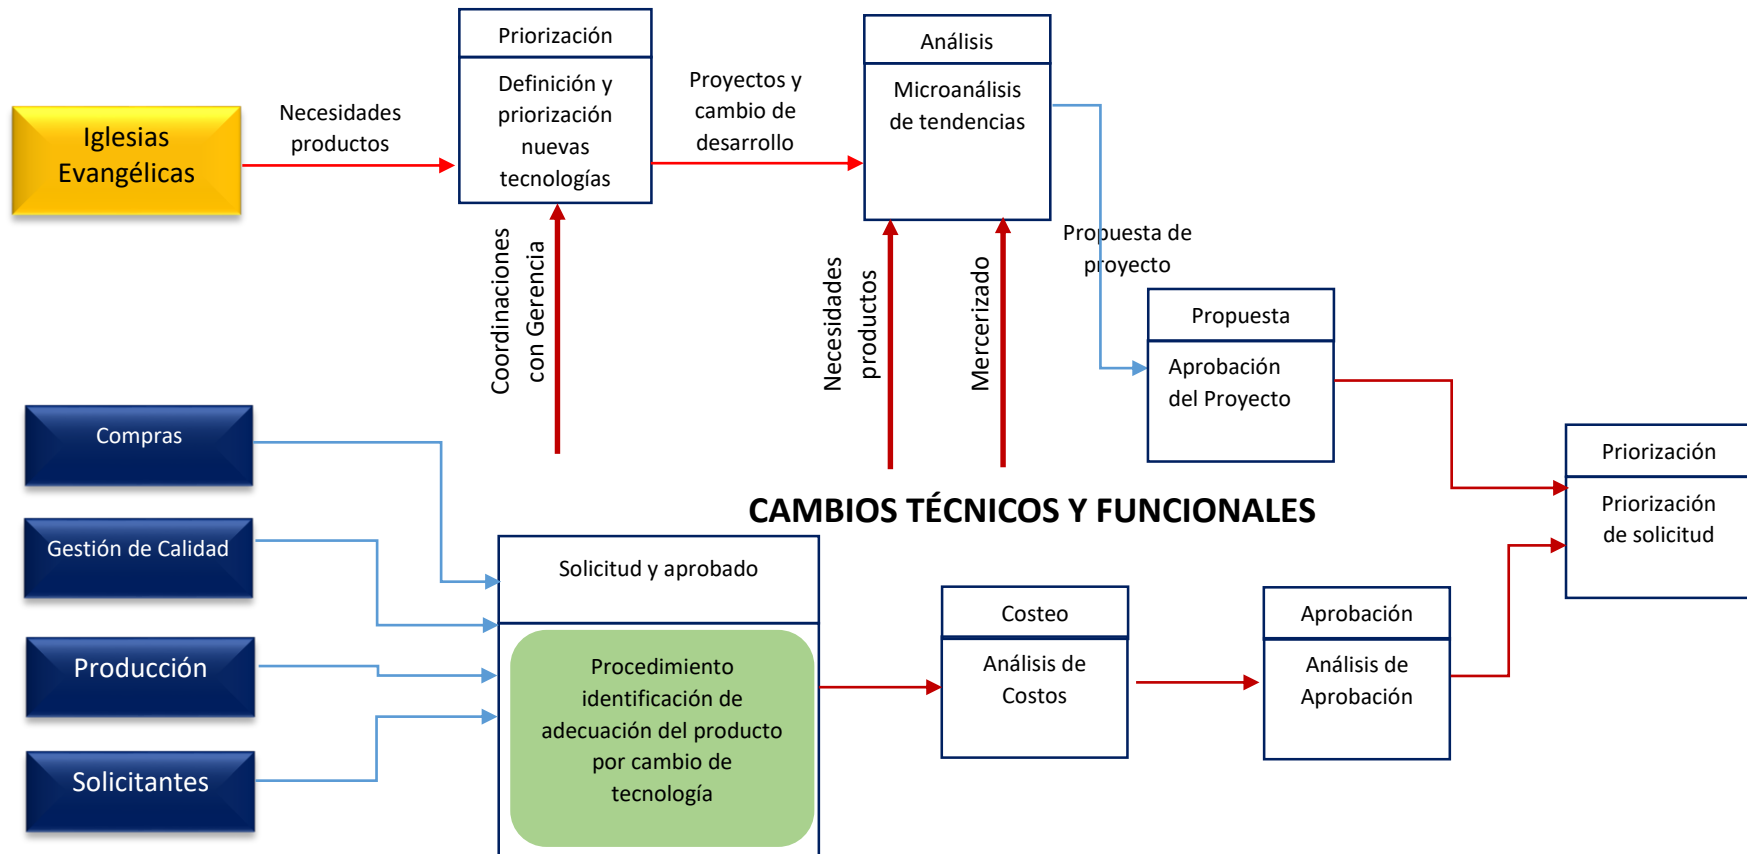 Priorización
Definición y
priorización
nuevas
tecnologías
Análisis
Microanálisis
de tendencias
Iglesias
Evangélicas
Necesidades
productos
Proyectos y
cambio de
desarrollo
Coordinaciones
con Gerencia
Necesidades
productos
Mercerizado
Propuesta de
proyecto
Propuesta
Aprobación
del Proyecto
Priorización
Priorización
de solicitud
CAMBIOS TÉCNICOS Y FUNCIONALES
Compras
Gestión de Calidad
Producción
Solicitantes
Solicitud y aprobado
Procedimiento
identificación de
adecuación del producto
por cambio de
tecnología
Costeo
Análisis de
Costos
Aprobación
Análisis de
Aprobación